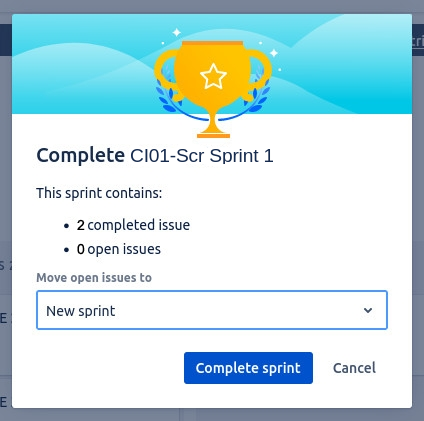 Complete CI01-Scr Sprint 1
This sprint contains:
2 completed issue
0 open issues
Move open issues to
New sprint
Complete sprint
Cancel